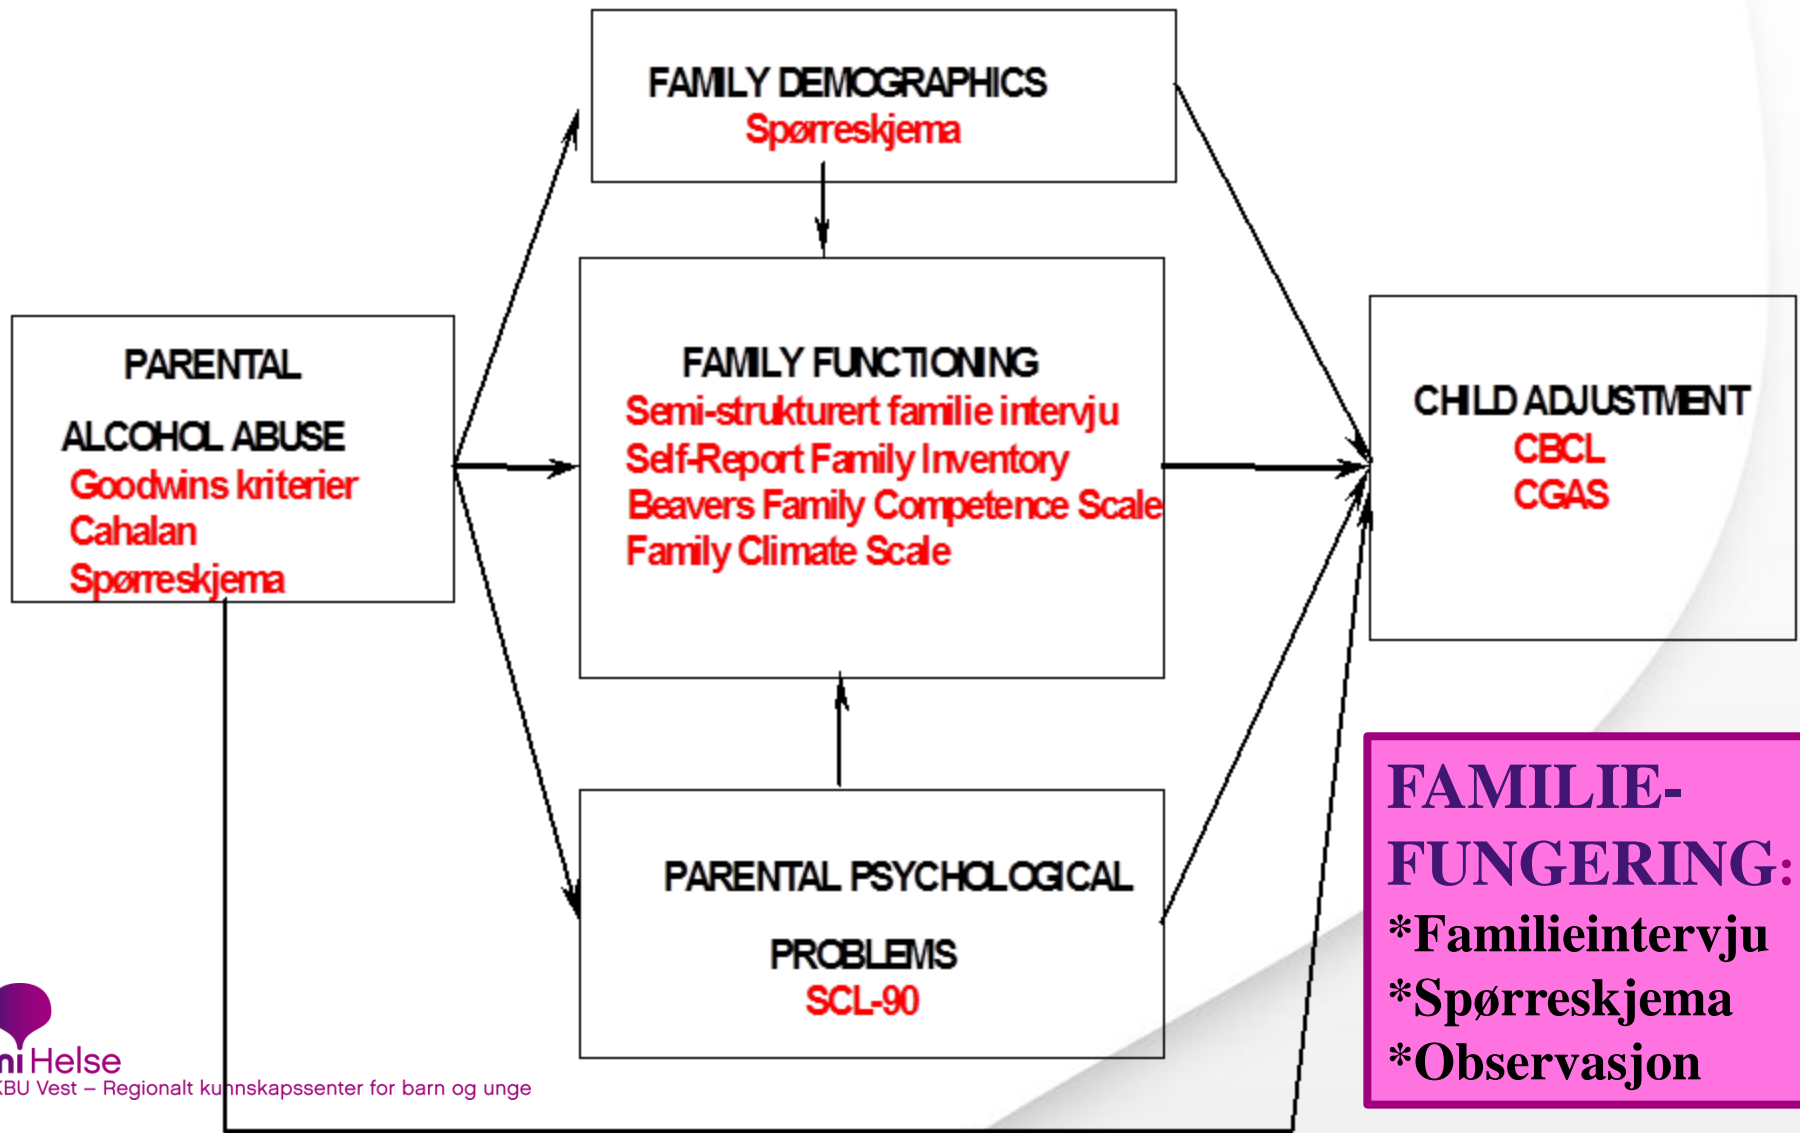 FAMILY DEMOGRAPHICS
Spørreskjema
PARENTAL
ALCOHOL ABUSE
Goodwins kriterier
Cahalan
Spørreskjema
FAMILY FUNCTIONING
Semi-strukturert familie intervju
Self-Report Family Inventory
Beavers Family Competence Scale
Family Climate Scale
CHILD ADJUSTMENT
CBCL
CGAS
PARENTAL PSYCHOLOGICAL
PROBLEMS
SCL-90
FAMILIE-
FUNGERING:
*Familieintervju
*Spørreskjema
*Observasjon
Helse
Vest – Regionalt kunnskapssenter for barn og unge